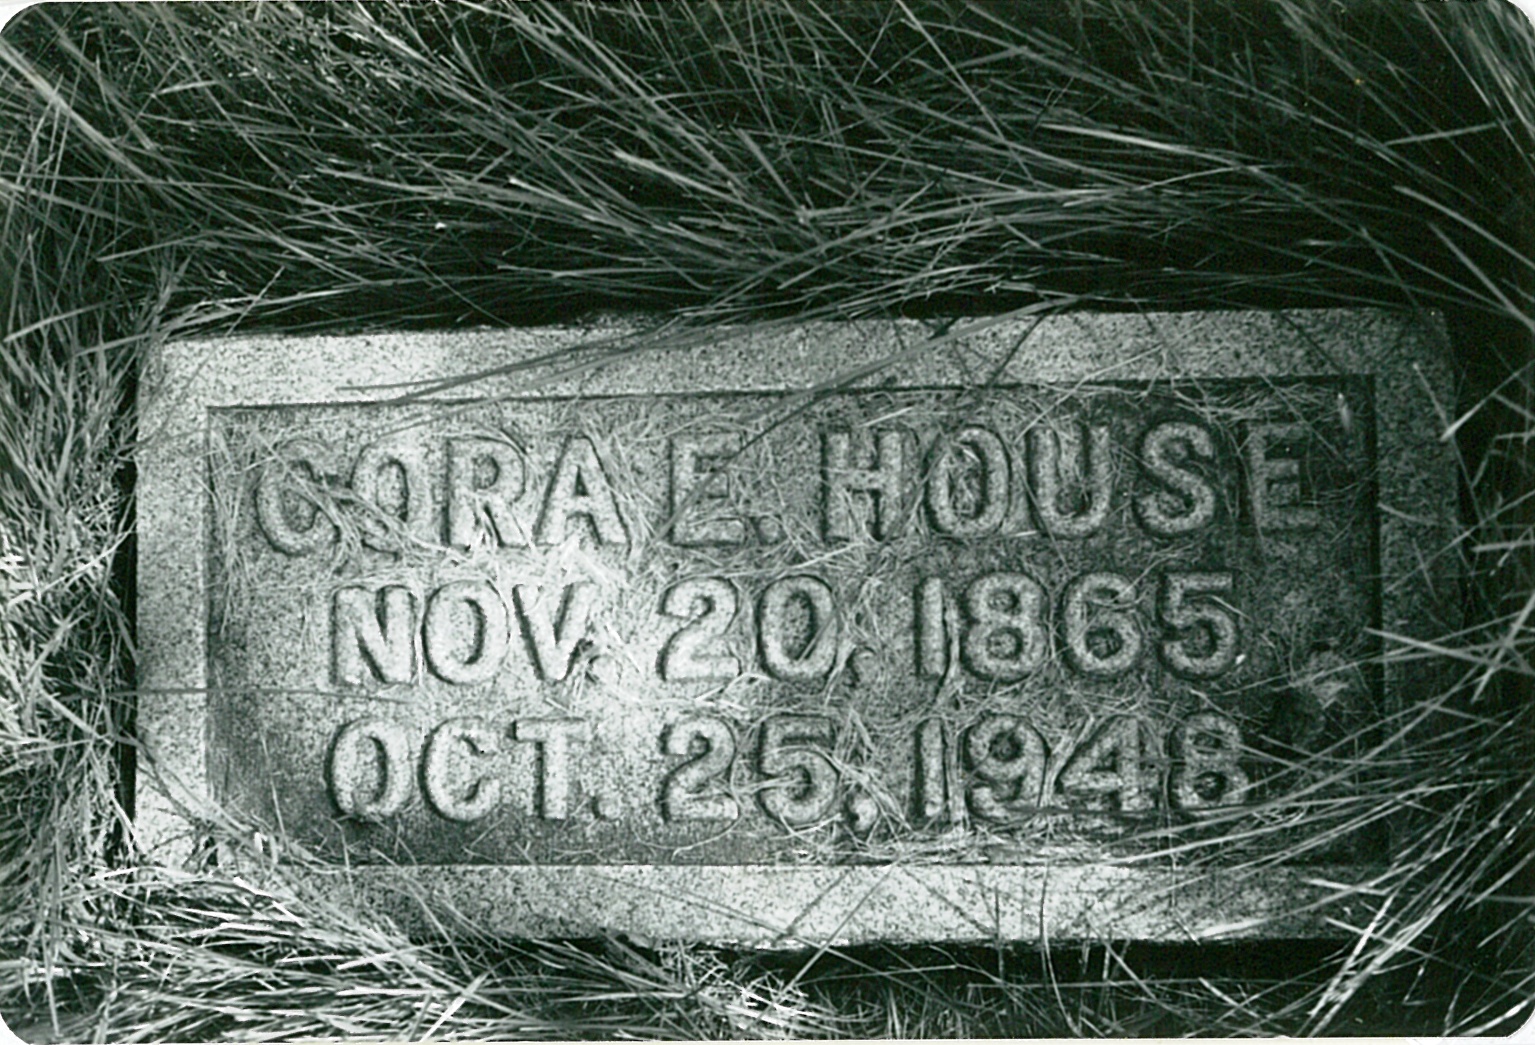 CORA E. HOUSE
NOV. 20, 1865
OCT. 25, 1948